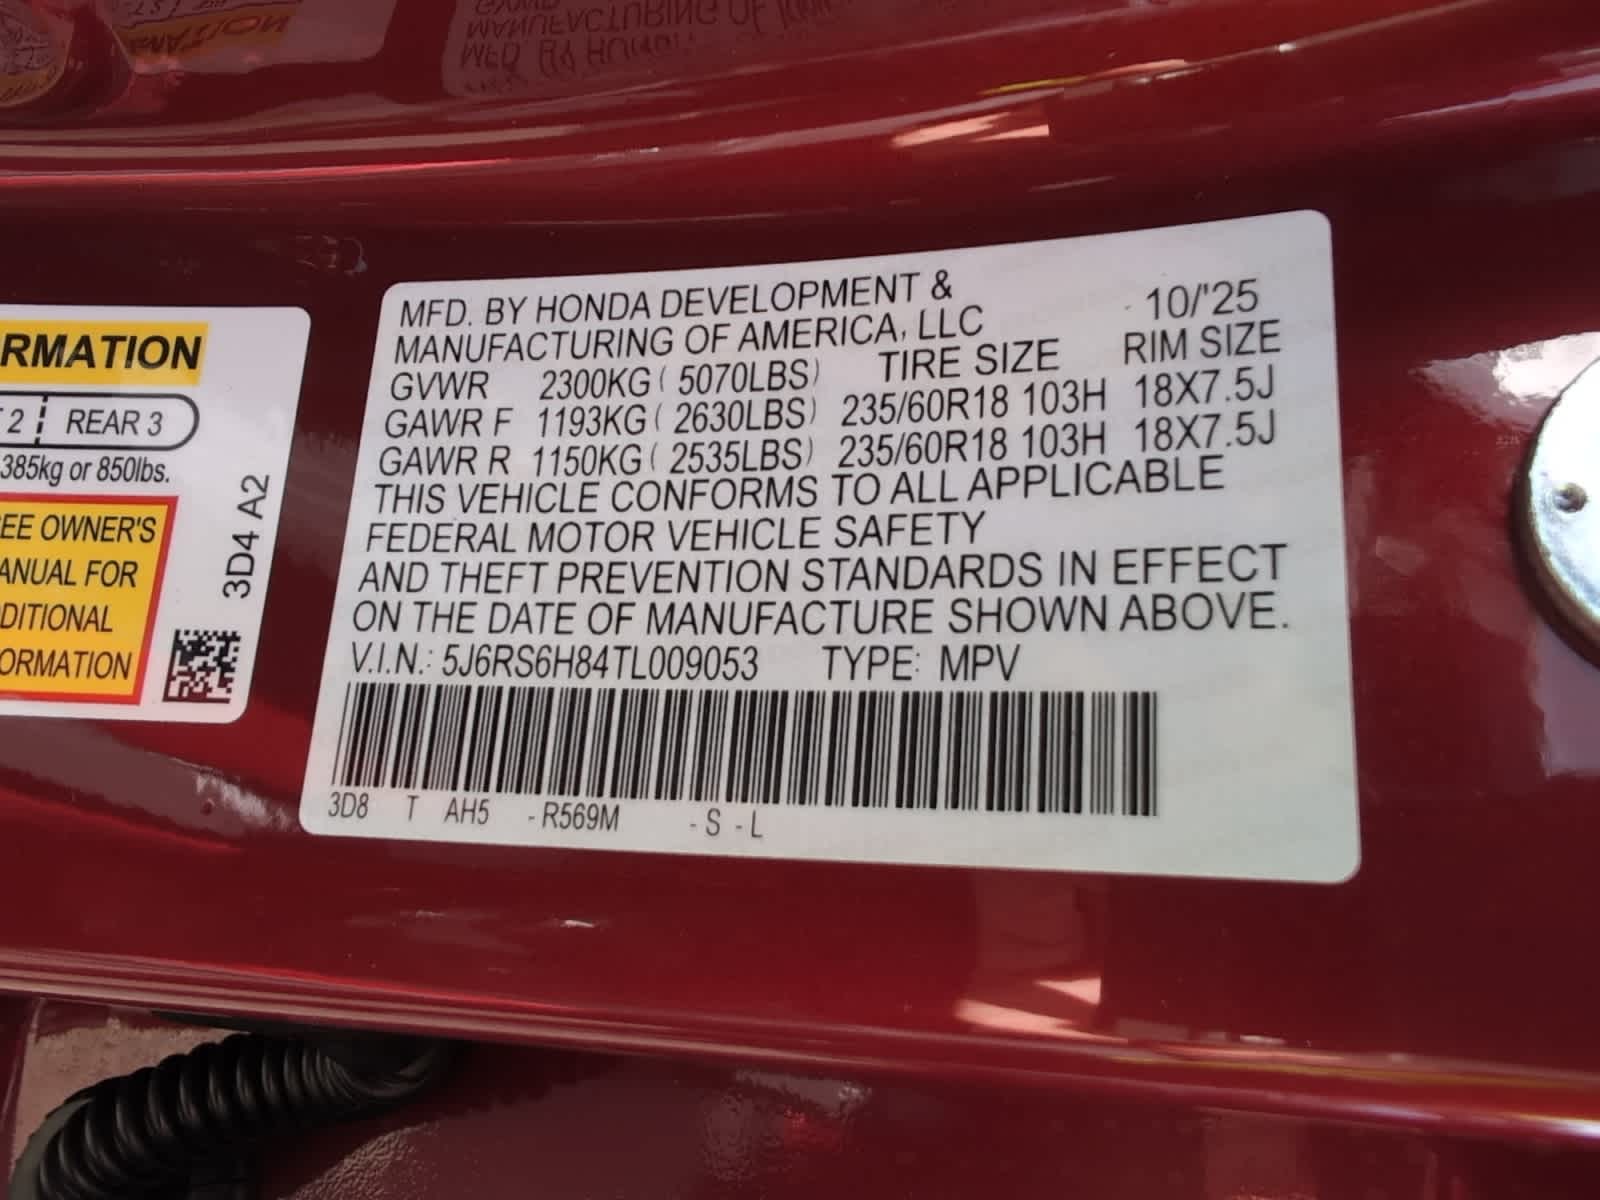 RMATION
2 REAR 3
385kg or 850lbs.
EE OWNER'S
ANUAL FOR
DITIONAL
ORMATION
3D4 A2
MFD. BY HONDA DEVELOPMENT &
MANUFACTURING OF AMERICA, LLC 10/'25
GVWR 2300KG ( 5070LBS) TIRE SIZE RIM SIZE
GAWR F 1193KG ( 2630LBS) 235/60R18 103H 18X7.5J
GAWR R 1150KG ( 2535LBS) 235/60R18 103H 18X7.5J
THIS VEHICLE CONFORMS TO ALL APPLICABLE
FEDERAL MOTOR VEHICLE SAFETY
AND THEFT PREVENTION STANDARDS IN EFFECT
ON THE DATE OF MANUFACTURE SHOWN ABOVE.
V.I.N.: 5J6RS6H84TL009053 TYPE: MPV
3D8 T AH5 -R569M -S -L